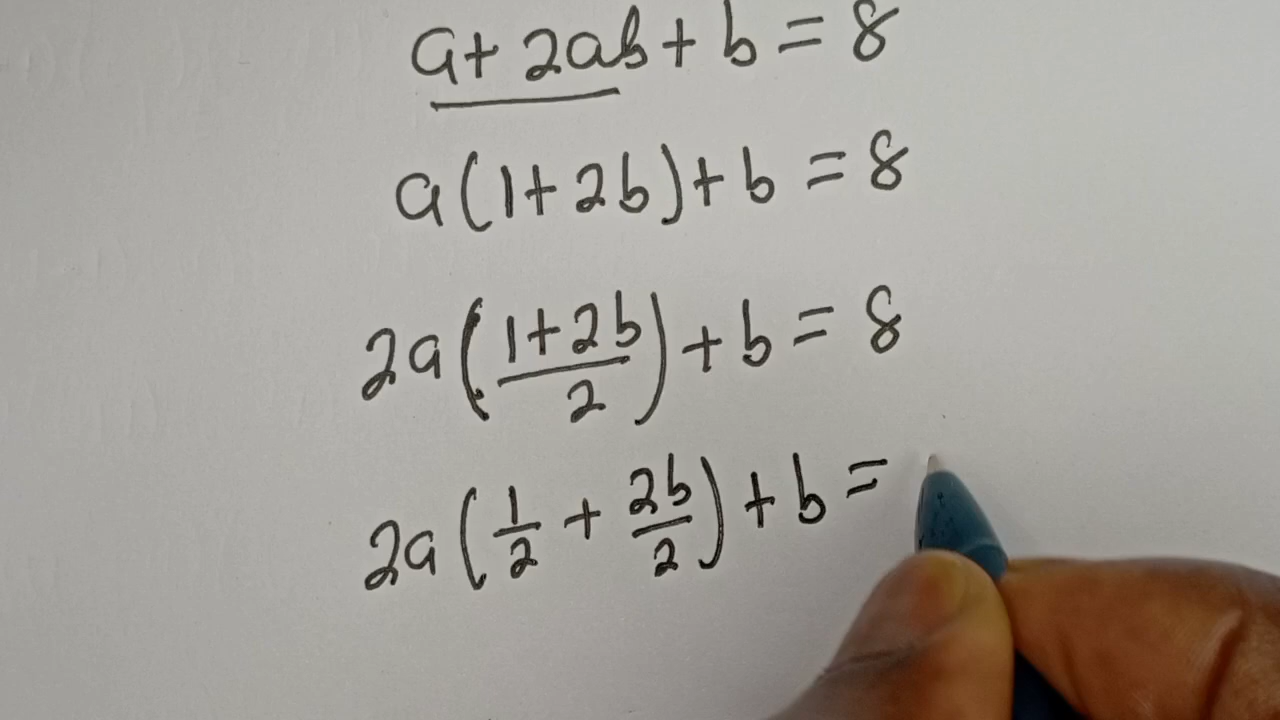 a + 2ab + b = 8
a(1 + 2b) + b = 8
2a((1 + 2b)/2) + b = 8
2a(1/2 + 2b/2) + b =